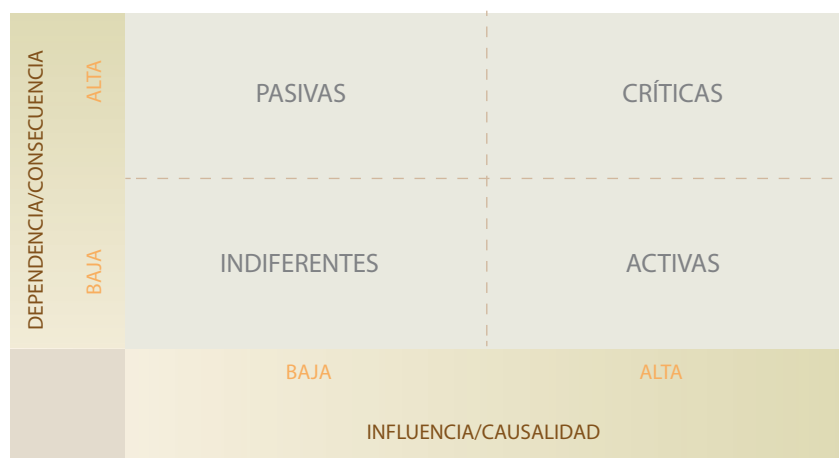 DEPENDENCIA/CONSECUENCIA
ALTA
PASIVAS
CRÍTICAS
BAJA
INDIFERENTES
ACTIVAS
BAJA
ALTA
INFLUENCIA/CAUSALIDAD